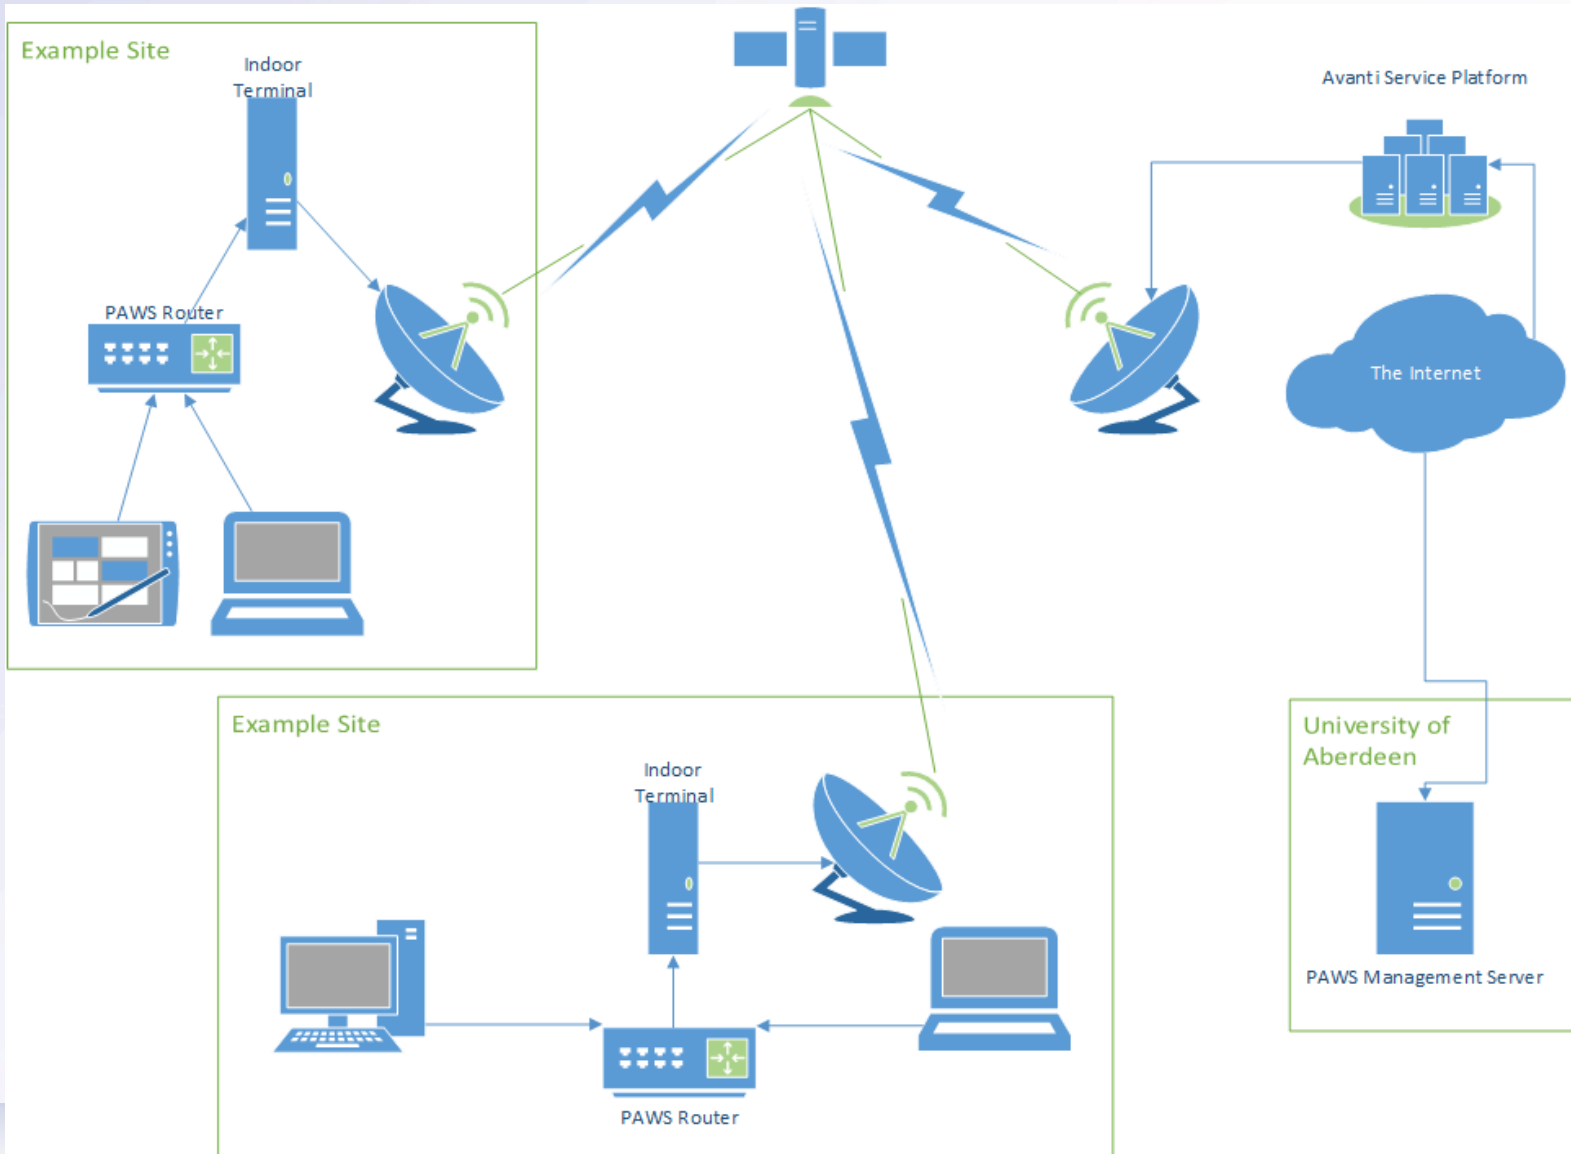 Example Site
Indoor
Terminal
PAWS Router
Avanti Service Platform
The Internet
Example Site
Indoor
Terminal
PAWS Router
University of
Aberdeen
PAWS Management Server